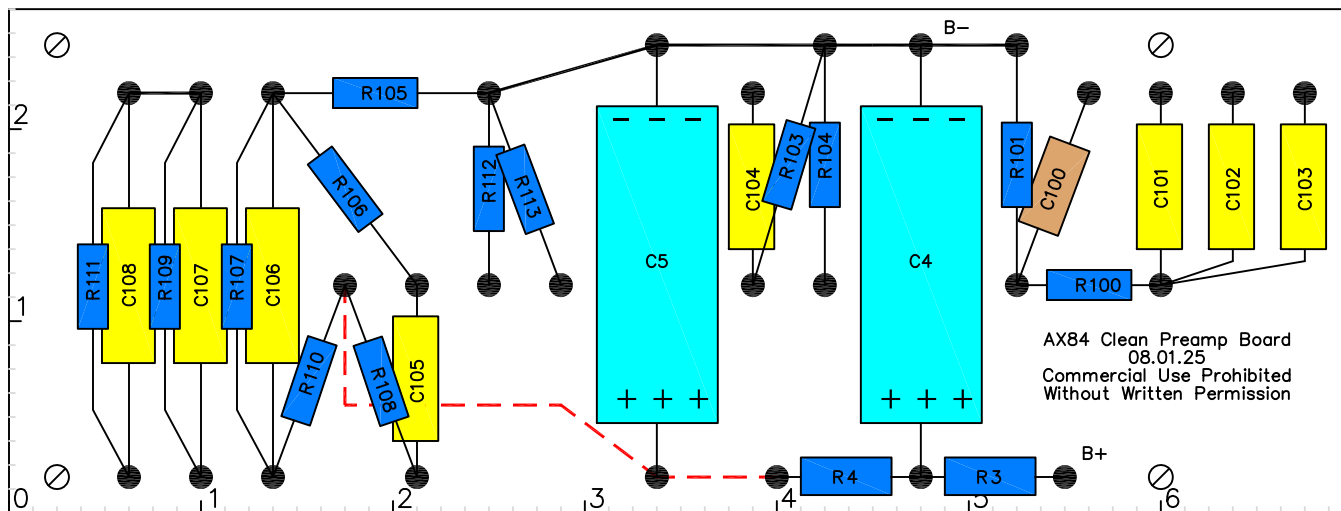 B-
R105
R101
R103
R104
C104
C100
C101
C102
C103
R112
R113
R106
C5
C4
R111
C108
R109
C107
R107
C106
R100
AX84 Clean Preamp Board
08.01.25
Commercial Use Prohibited
Without Written Permission
R110
R108
C105
B+
R4
R3
2
1
0
1
2
3
4
5
6